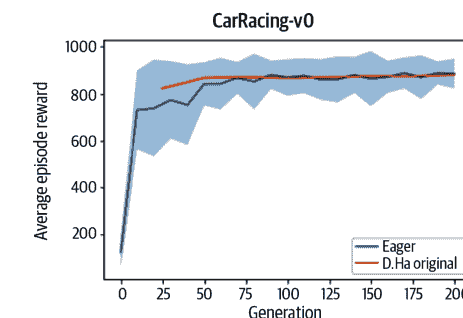 CarRacing-v0
1000
800
600
400
200
Average episode reward
Eager
D.Ha original
0 25 50 75 100 125 150 175 200
Generation